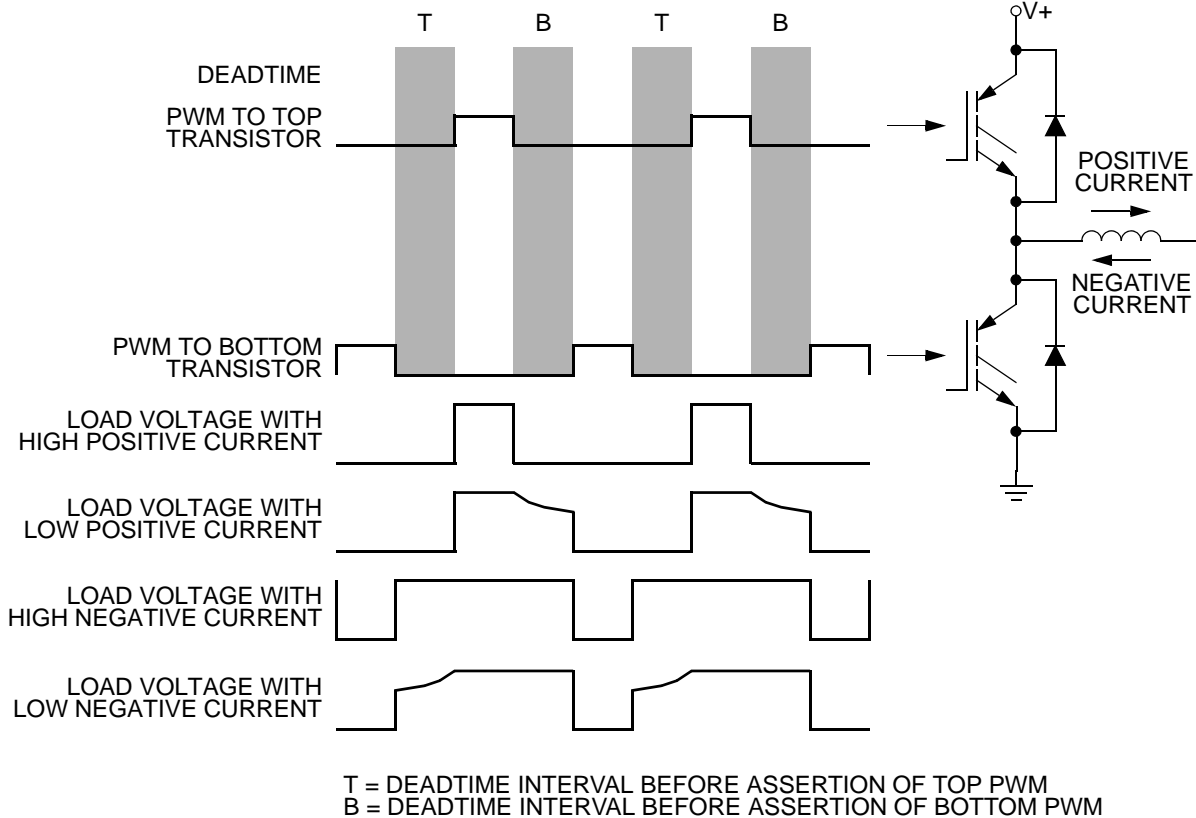 T
B
T
B
V+
DEADTIME
PWM TO TOP
TRANSISTOR
POSITIVE
CURRENT
NEGATIVE
CURRENT
PWM TO BOTTOM
TRANSISTOR
LOAD VOLTAGE WITH
HIGH POSITIVE CURRENT
LOAD VOLTAGE WITH
LOW POSITIVE CURRENT
LOAD VOLTAGE WITH
HIGH NEGATIVE CURRENT
LOAD VOLTAGE WITH
LOW NEGATIVE CURRENT
T = DEADTIME INTERVAL BEFORE ASSERTION OF TOP PWM
B = DEADTIME INTERVAL BEFORE ASSERTION OF BOTTOM PWM